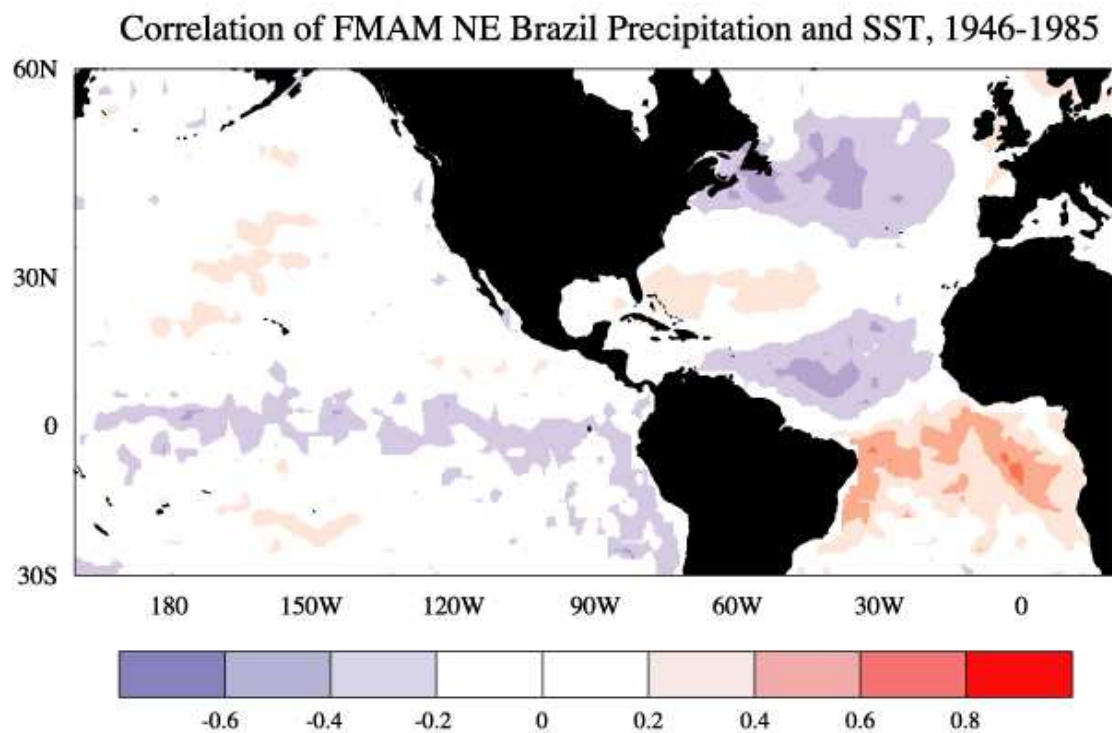 Correlation of FMAM NE Brazil Precipitation and SST, 1946-1985
60N
30N
0
30S
180 150W 120W 90W 60W 30W 0
-0.6 -0.4 -0.2 0 0.2 0.4 0.6 0.8